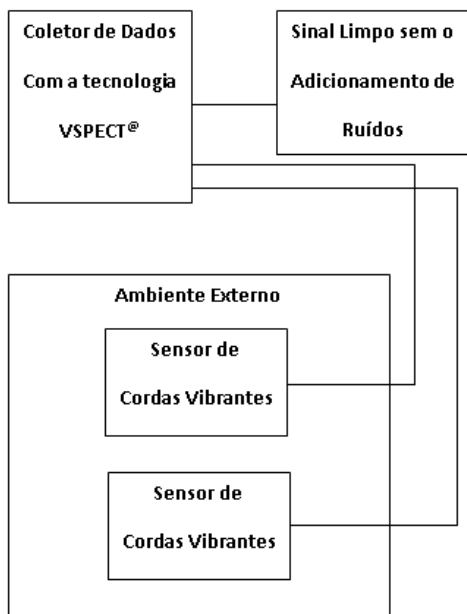 Coletor de Dados
Com a tecnologia
VSPECT@
Sinal Limpo sem o
Adicionamento de
Ruídos
Ambiente Externo
Sensor de
Cordas Vibrantes
Sensor de
Cordas Vibrantes